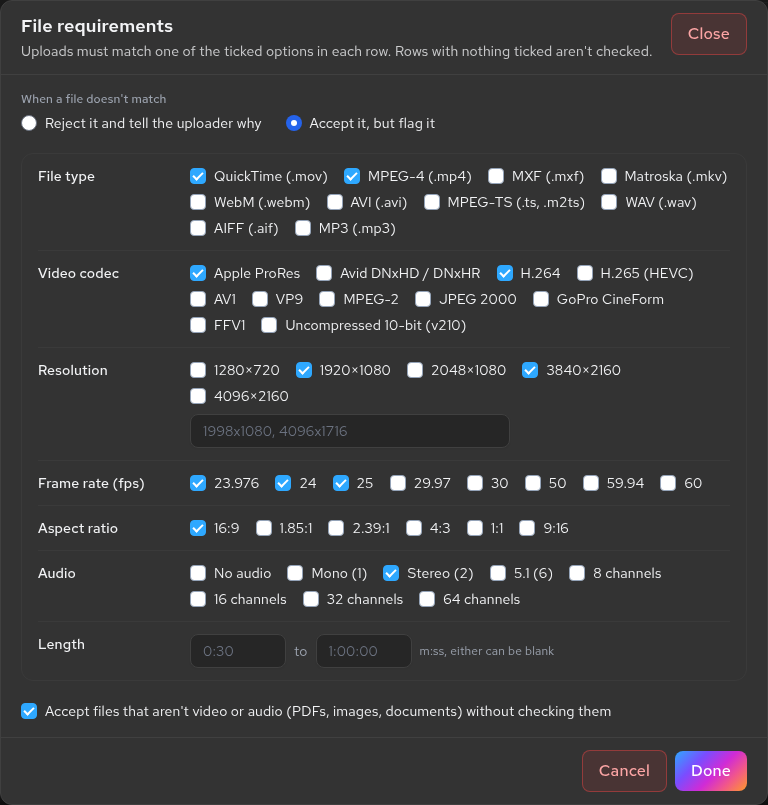 File requirements
Uploads must match one of the ticked options in each row. Rows with nothing ticked aren't checked.
Close
When a file doesn't match
Reject it and tell the uploader why Accept it, but flag it
File type QuickTime (.mov) MPEG-4 (.mp4) MXF (.mxf) Matroska (.mkv)
WebM (.webm) AVI (.avi) MPEG-TS (.ts, .m2ts) WAV (.wav)
AIFF (.aif) MP3 (.mp3)
Video codec Apple ProRes Avid DNxHD / DNxHR H.264 H.265 (HEVC)
AV1 VP9 MPEG-2 JPEG 2000 GoPro CineForm
FFV1 Uncompressed 10-bit (v210)
Resolution 1280×720 1920×1080 2048×1080 3840×2160
4096×2160
1998x1080, 4096x1716
Frame rate (fps) 23.976 24 25 29.97 30 50 59.94 60
Aspect ratio 16:9 1.85:1 2.39:1 4:3 1:1 9:16
Audio No audio Mono (1) Stereo (2) 5.1 (6) 8 channels
16 channels 32 channels 64 channels
Length 0:30 to 1:00:00 m:ss, either can be blank
Accept files that aren't video or audio (PDFs, images, documents) without checking them
Cancel Done